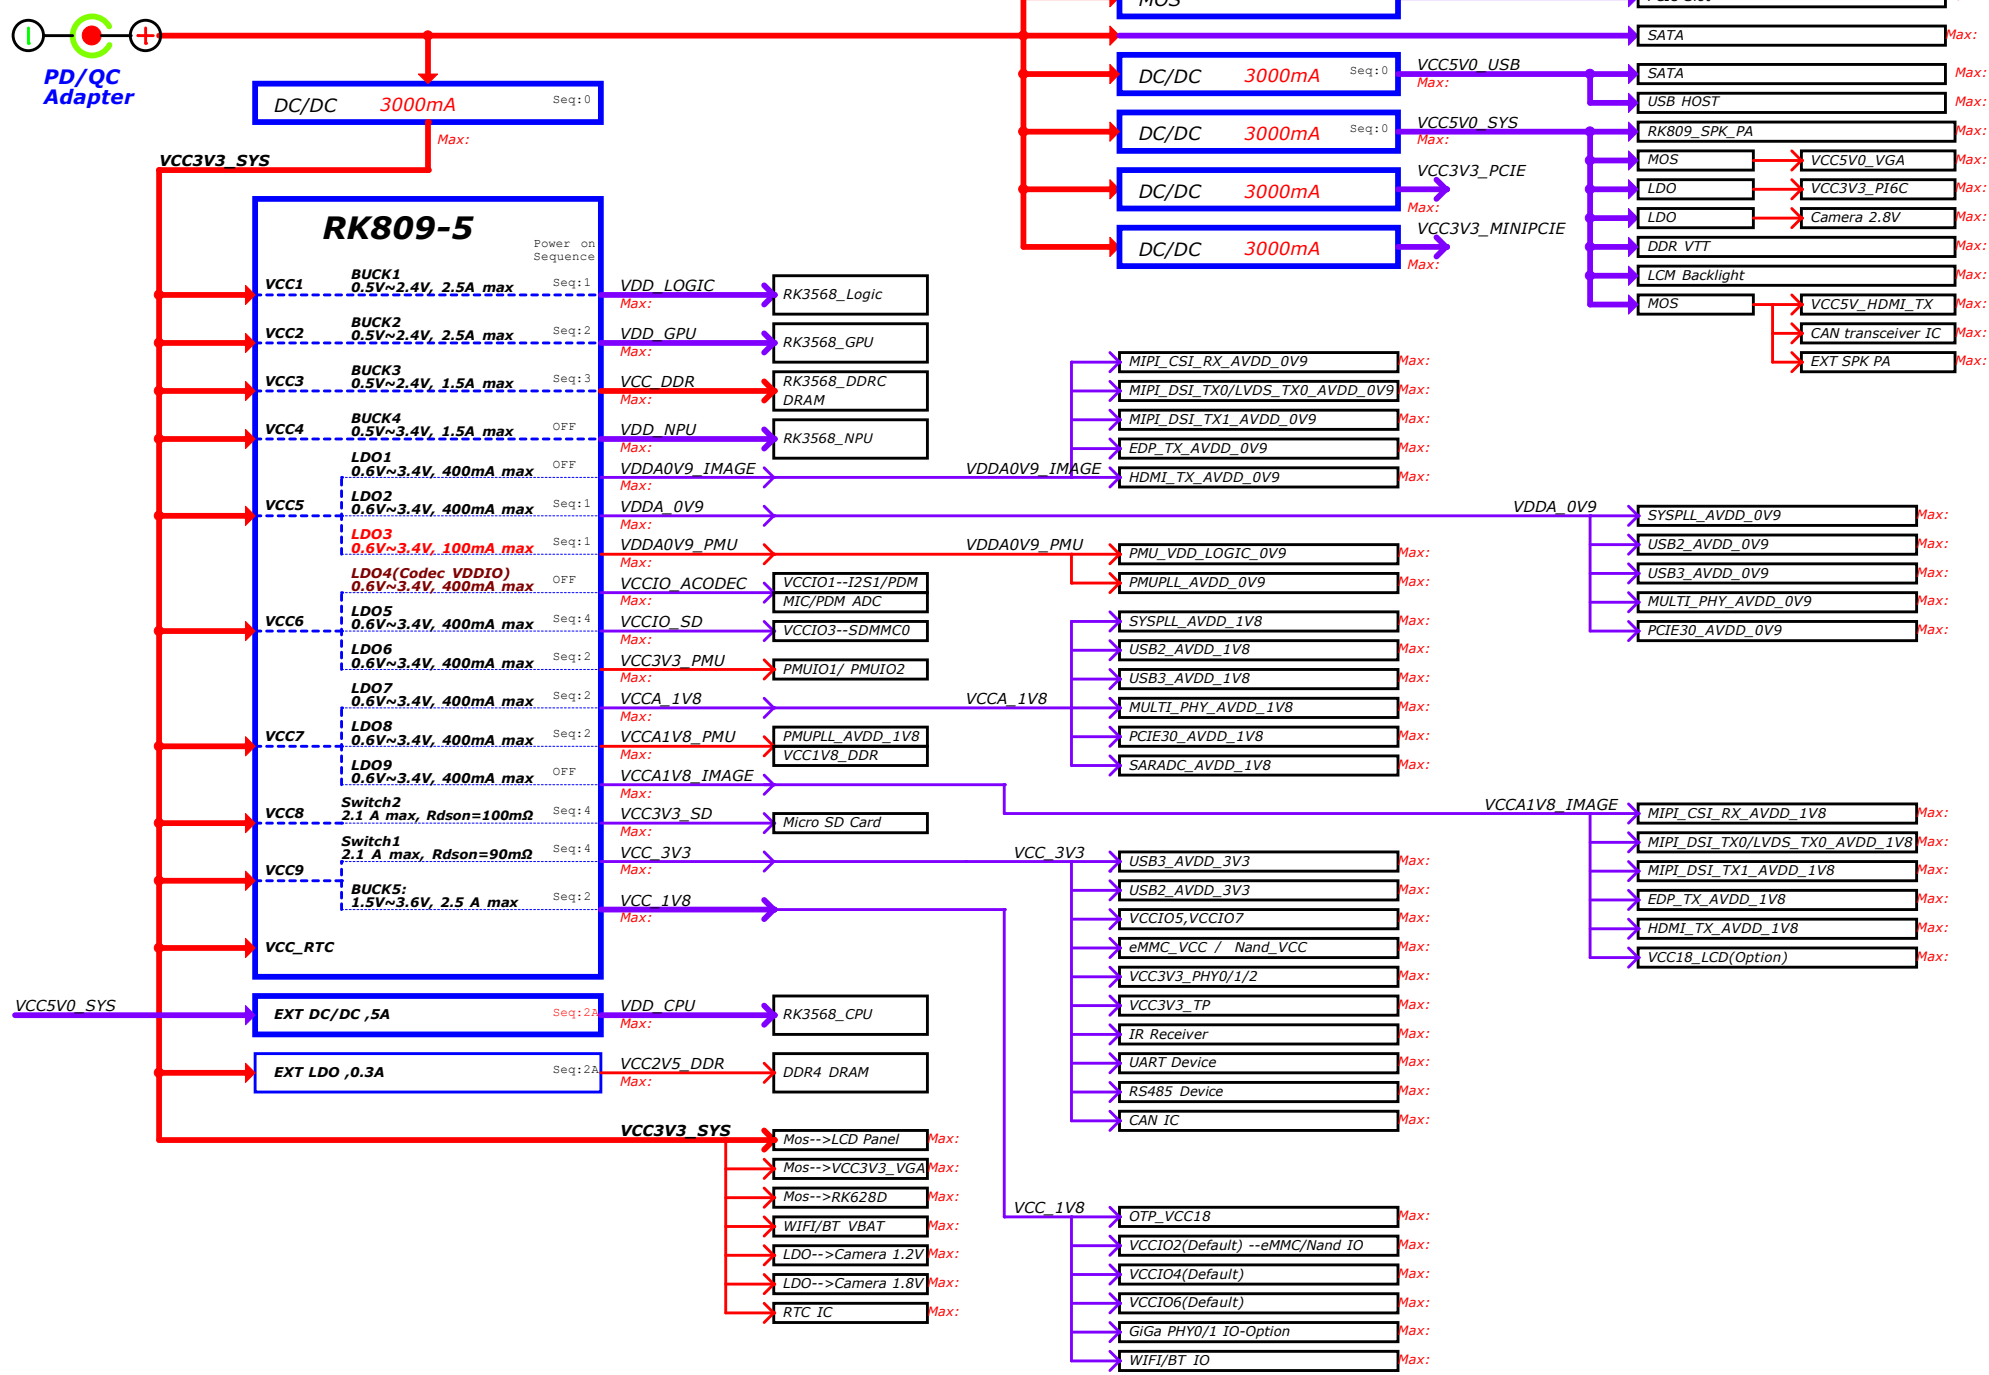 MOS
SATA
Max:
PD/QC
Adapter
DC/DC 3000mA Seq:0
Max:
VCC3V3_SYS
DC/DC 3000mA Seq:0
VCC5V0_USB
Max:
SATA
Max:
USB HOST
Max:
DC/DC 3000mA Seq:0
VCC5V0_SYS
Max:
RK809_SPK_PA
Max:
MOS
VCC5V0_VGA
Max:
DC/DC 3000mA
VCC3V3_PCIE
Max:
LDO
VCC3V3_PI6C
Max:
LDO
Camera 2.8V
Max:
DC/DC 3000mA
VCC3V3_MINIPCIE
Max:
DDR VTT
Max:
LCM Backlight
Max:
MOS
VCC5V_HDMI_TX
Max:
CAN transceiver IC
Max:
EXT SPK PA
Max:
RK809-5
Power on
Sequence
VCC1
BUCK1
0.5V~2.4V, 2.5A max
Seq:1
VDD_LOGIC
Max:
RK3568_Logic
VCC2
BUCK2
0.5V~2.4V, 2.5A max
Seq:2
VDD_GPU
Max:
RK3568_GPU
VCC3
BUCK3
0.5V~2.4V, 1.5A max
Seq:3
VCC_DDR
Max:
RK3568_DDRC
DRAM
VCC4
BUCK4
0.5V~3.4V, 1.5A max
OFF
VDD_NPU
Max:
RK3568_NPU
LDO1
0.6V~3.4V, 400mA max
OFF
VDDA0V9_IMAGE
Max:
VDDA0V9_IMAGE
MIPI_CSI_RX_AVDD_0V9
Max:
MIPI_DSI_TX0/LVDS_TX0_AVDD_0V9
Max:
MIPI_DSI_TX1_AVDD_0V9
Max:
EDP_TX_AVDD_0V9
Max:
HDMI_TX_AVDD_0V9
Max:
VCC5
LDO2
0.6V~3.4V, 400mA max
Seq:1
VDDA_0V9
Max:
VDDA_0V9
SYSPLL_AVDD_0V9
Max:
USB2_AVDD_0V9
Max:
USB3_AVDD_0V9
Max:
MULTI_PHY_AVDD_0V9
Max:
PCIE30_AVDD_0V9
Max:
LDO3
0.6V~3.4V, 100mA max
Seq:1
VDDA0V9_PMU
Max:
VDDA0V9_PMU
PMU_VDD_LOGIC_0V9
Max:
PMUPLL_AVDD_0V9
Max:
LDO4(Codec VDDIO)
0.6V~3.4V, 400mA max
OFF
VCCIO_ACODEC
Max:
VCCIO1--I2S1/PDM
MIC/PDM ADC
VCC6
LDO5
0.6V~3.4V, 400mA max
Seq:4
VCCIO_SD
Max:
VCCIO3--SDMMC0
LDO6
0.6V~3.4V, 400mA max
Seq:2
VCC3V3_PMU
Max:
PMUIO1/ PMUIO2
LDO7
0.6V~3.4V, 400mA max
Seq:2
VCCA_1V8
Max:
VCCA_1V8
SYSPLL_AVDD_1V8
Max:
USB2_AVDD_1V8
Max:
USB3_AVDD_1V8
Max:
MULTI_PHY_AVDD_1V8
Max:
PCIE30_AVDD_1V8
Max:
SARADC_AVDD_1V8
Max:
VCC7
LDO8
0.6V~3.4V, 400mA max
Seq:2
VCCA1V8_PMU
Max:
PMUPLL_AVDD_1V8
VCC1V8_DDR
LDO9
0.6V~3.4V, 400mA max
OFF
VCCA1V8_IMAGE
Max:
VCCA1V8_IMAGE
MIPI_CSI_RX_AVDD_1V8
Max:
MIPI_DSI_TX0/LVDS_TX0_AVDD_1V8
Max:
MIPI_DSI_TX1_AVDD_1V8
Max:
EDP_TX_AVDD_1V8
Max:
HDMI_TX_AVDD_1V8
Max:
VCC18_LCD(Option)
Max:
VCC8
Switch2
2.1 A max, Rdson=100mΩ
Seq:4
VCC3V3_SD
Max:
Micro SD Card
VCC9
Switch1
2.1 A max, Rdson=90mΩ
Seq:4
VCC_3V3
Max:
VCC_3V3
USB3_AVDD_3V3
Max:
USB2_AVDD_3V3
Max:
VCCIO5,VCCIO7
Max:
eMMC_VCC / Nand_VCC
Max:
VCC3V3_PHY0/1/2
Max:
VCC3V3_TP
Max:
IR Receiver
Max:
UART Device
Max:
RS485 Device
Max:
CAN IC
Max:
BUCK5:
1.5V~3.6V, 2.5 A max
Seq:2
VCC_1V8
Max:
VCC_RTC
VCC5V0_SYS
EXT DC/DC ,5A
Seq:2A
VDD_CPU
Max:
RK3568_CPU
EXT LDO ,0.3A
Seq:2A
VCC2V5_DDR
Max:
DDR4 DRAM
VCC3V3_SYS
Mos-->LCD Panel
Max:
Mos-->VCC3V3_VGA
Max:
Mos-->RK628D
Max:
WIFI/BT VBAT
Max:
LDO-->Camera 1.2V
Max:
LDO-->Camera 1.8V
Max:
RTC IC
Max:
VCC_1V8
OTP_VCC18
Max:
VCCIO2(Default) --eMMC/Nand IO
Max:
VCCIO4(Default)
Max:
VCCIO6(Default)
Max:
GiGa PHY0/1 IO-Option
Max:
WIFI/BT IO
Max: